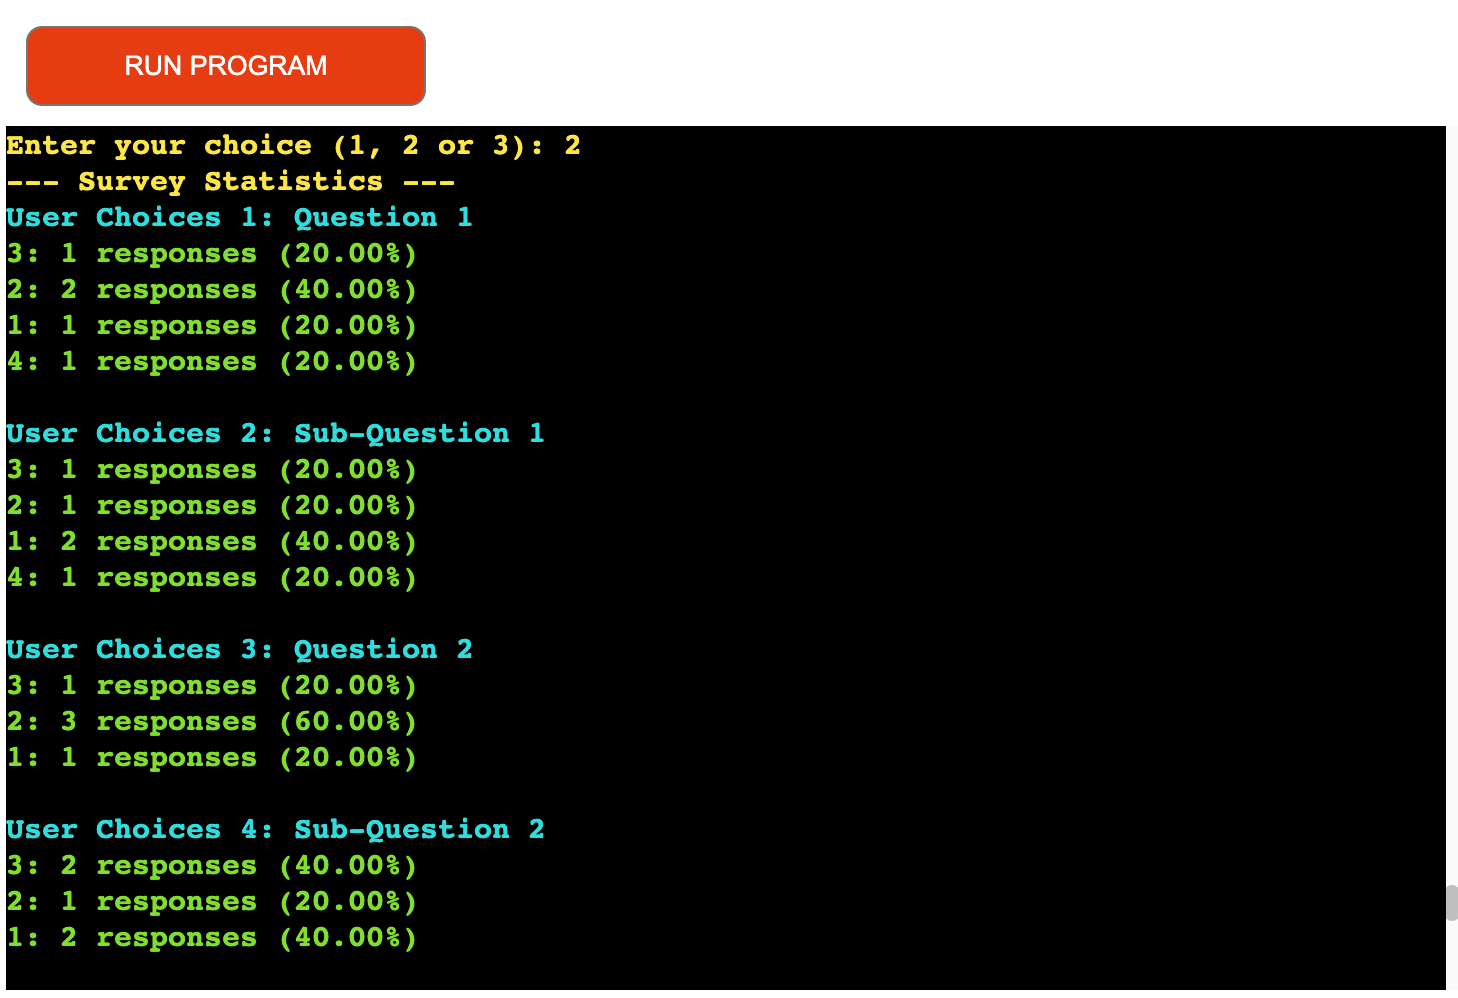 RUN PROGRAM
Enter your choice (1, 2 or 3): 2
--- Survey Statistics ---
User Choices 1: Question 1
3: 1 responses (20.00%)
2: 2 responses (40.00%)
1: 1 responses (20.00%)
4: 1 responses (20.00%)
User Choices 2: Sub-Question 1
3: 1 responses (20.00%)
2: 1 responses (20.00%)
1: 2 responses (40.00%)
4: 1 responses (20.00%)
User Choices 3: Question 2
3: 1 responses (20.00%)
2: 3 responses (60.00%)
1: 1 responses (20.00%)
User Choices 4: Sub-Question 2
3: 2 responses (40.00%)
2: 1 responses (20.00%)
1: 2 responses (40.00%)